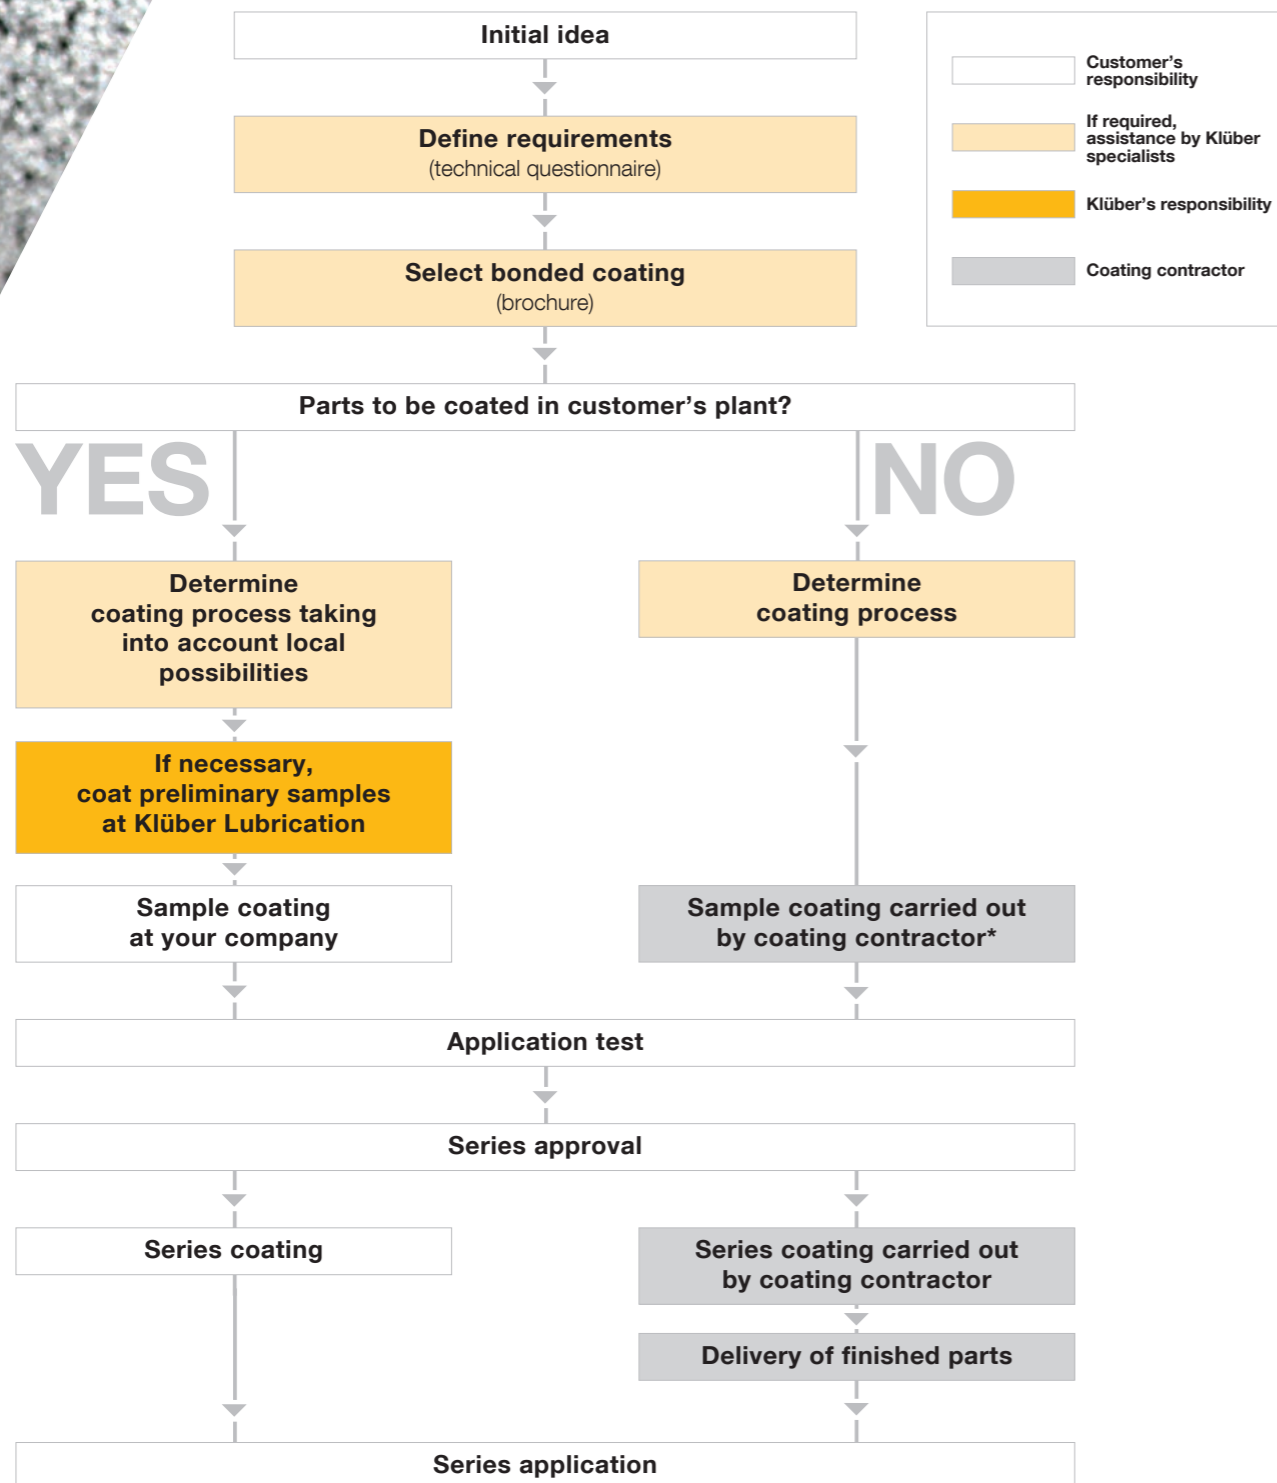 Initial idea
Define requirements
(technical questionnaire)
Select bonded coating
(brochure)
Customer's
responsibility
If required,
assistance by Klüber
specialists
Klüber's responsibility
Coating contractor
Parts to be coated in customer's plant?
YES
NO
Determine
coating process taking
into account local
possibilities
If necessary,
coat preliminary samples
at Klüber Lubrication
Sample coating
at your company
Determine
coating process
Sample coating carried out
by coating contractor*
Application test
Series approval
Series coating
Series coating carried out
by coating contractor
Delivery of finished parts
Series application